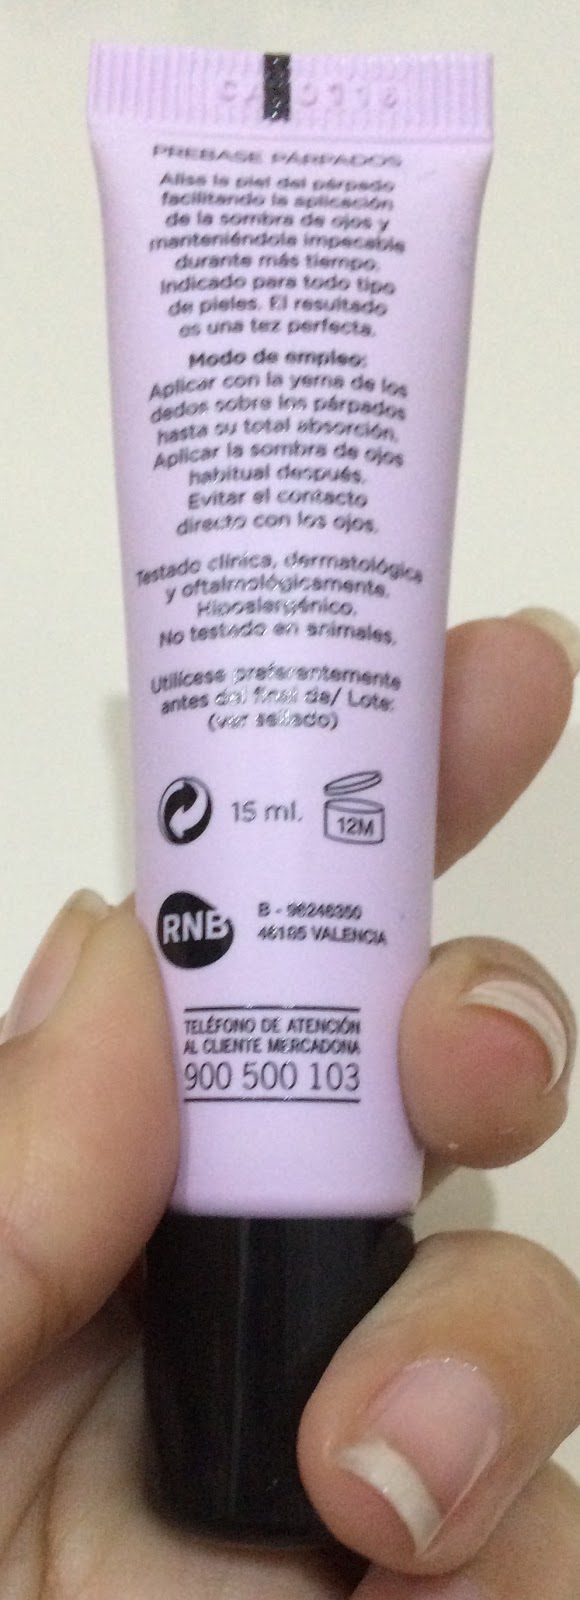 PREBASE PÁRPADOS
Alisa la piel del párpado
facilitando la aplicación
de la sombra de ojos y
manteniéndola impecable
durante más tiempo.
Indicado para todo tipo
de pieles. El resultado
es una tez perfecta.
Modo de empleo:
Aplicar con la yema de los
dedos sobre los párpados
hasta su total absorción.
Aplicar la sombra de ojos
habitual después.
Evitar el contacto
directo con los ojos.
Testado clínica, dermatológica
y oftalmológicamente.
Hipoalergénico.
No testado en animales.
Utilícese preferentemente
antes del final de/ Lote:
(ver sellado)
15 ml.
12M
RNB
B - 96246350
46185 VALENCIA
TELÉFONO DE ATENCIÓN
AL CLIENTE MERCADONA
900 500 103